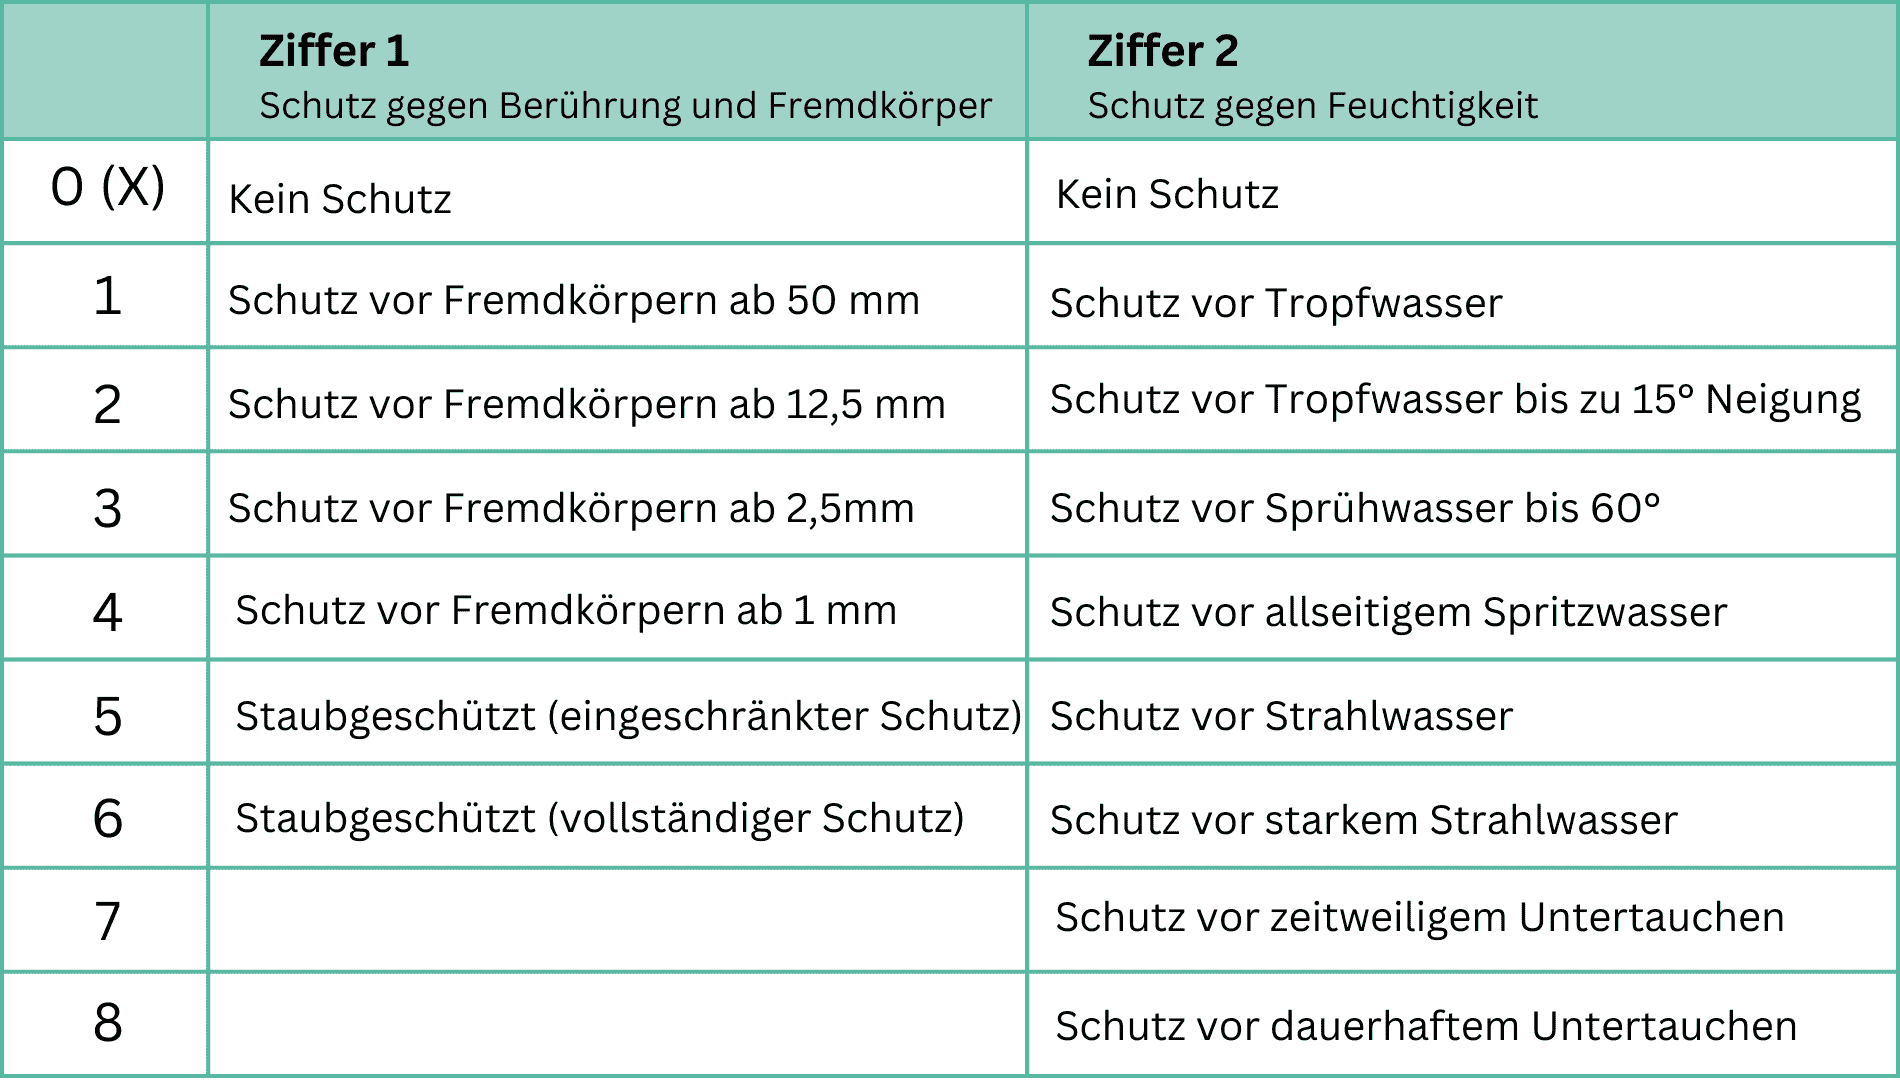 Ziffer 1
Schutz gegen Berührung und Fremdkörper
Ziffer 2
Schutz gegen Feuchtigkeit
0 (X)
Kein Schutz
Kein Schutz
1
Schutz vor Fremdkörpern ab 50 mm
Schutz vor Tropfwasser
2
Schutz vor Fremdkörpern ab 12,5 mm
Schutz vor Tropfwasser bis zu 15° Neigung
3
Schutz vor Fremdkörpern ab 2,5mm
Schutz vor Sprühwasser bis 60°
4
Schutz vor Fremdkörpern ab 1 mm
Schutz vor allseitigem Spritzwasser
5
Staubgeschützt (eingeschränkter Schutz)
Schutz vor Strahlwasser
6
Staubgeschützt (vollständiger Schutz)
Schutz vor starkem Strahlwasser
7
Schutz vor zeitweiligem Untertauchen
8
Schutz vor dauerhaftem Untertauchen